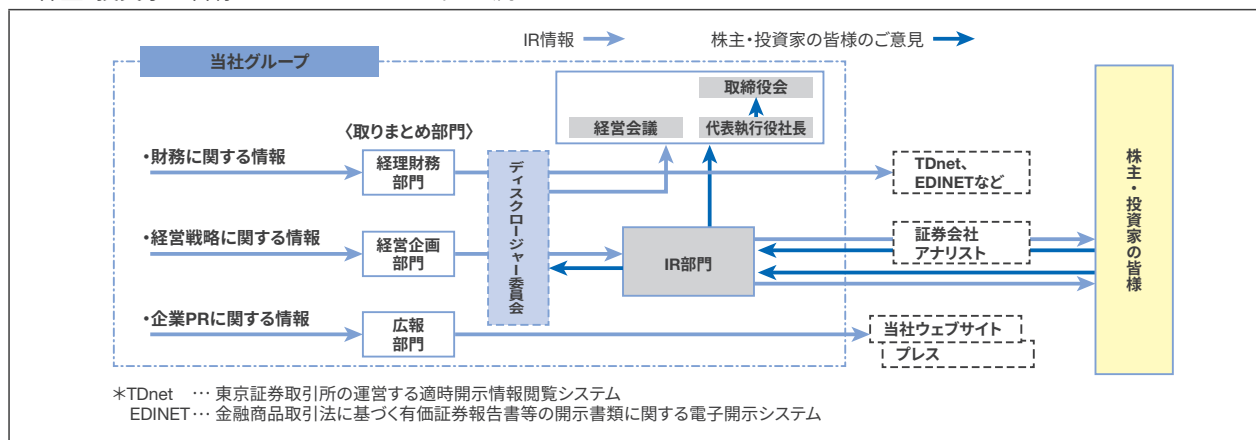 IR情報
株主・投資家の皆様のご意見
当社グループ
取締役会
経営会議
代表執行役社長
〈取りまとめ部門〉
・財務に関する情報
経理財務
部門
ディスクロージャー委員会
TDnet、
EDINETなど
株主・投資家の皆様
・経営戦略に関する情報
経営企画
部門
IR部門
証券会社
アナリスト
・企業PRに関する情報
広報
部門
当社ウェブサイト
プレス
＊TDnet … 東京証券取引所の運営する適時開示情報閲覧システム
EDINET… 金融商品取引法に基づく有価証券報告書等の開示書類に関する電子開示システム